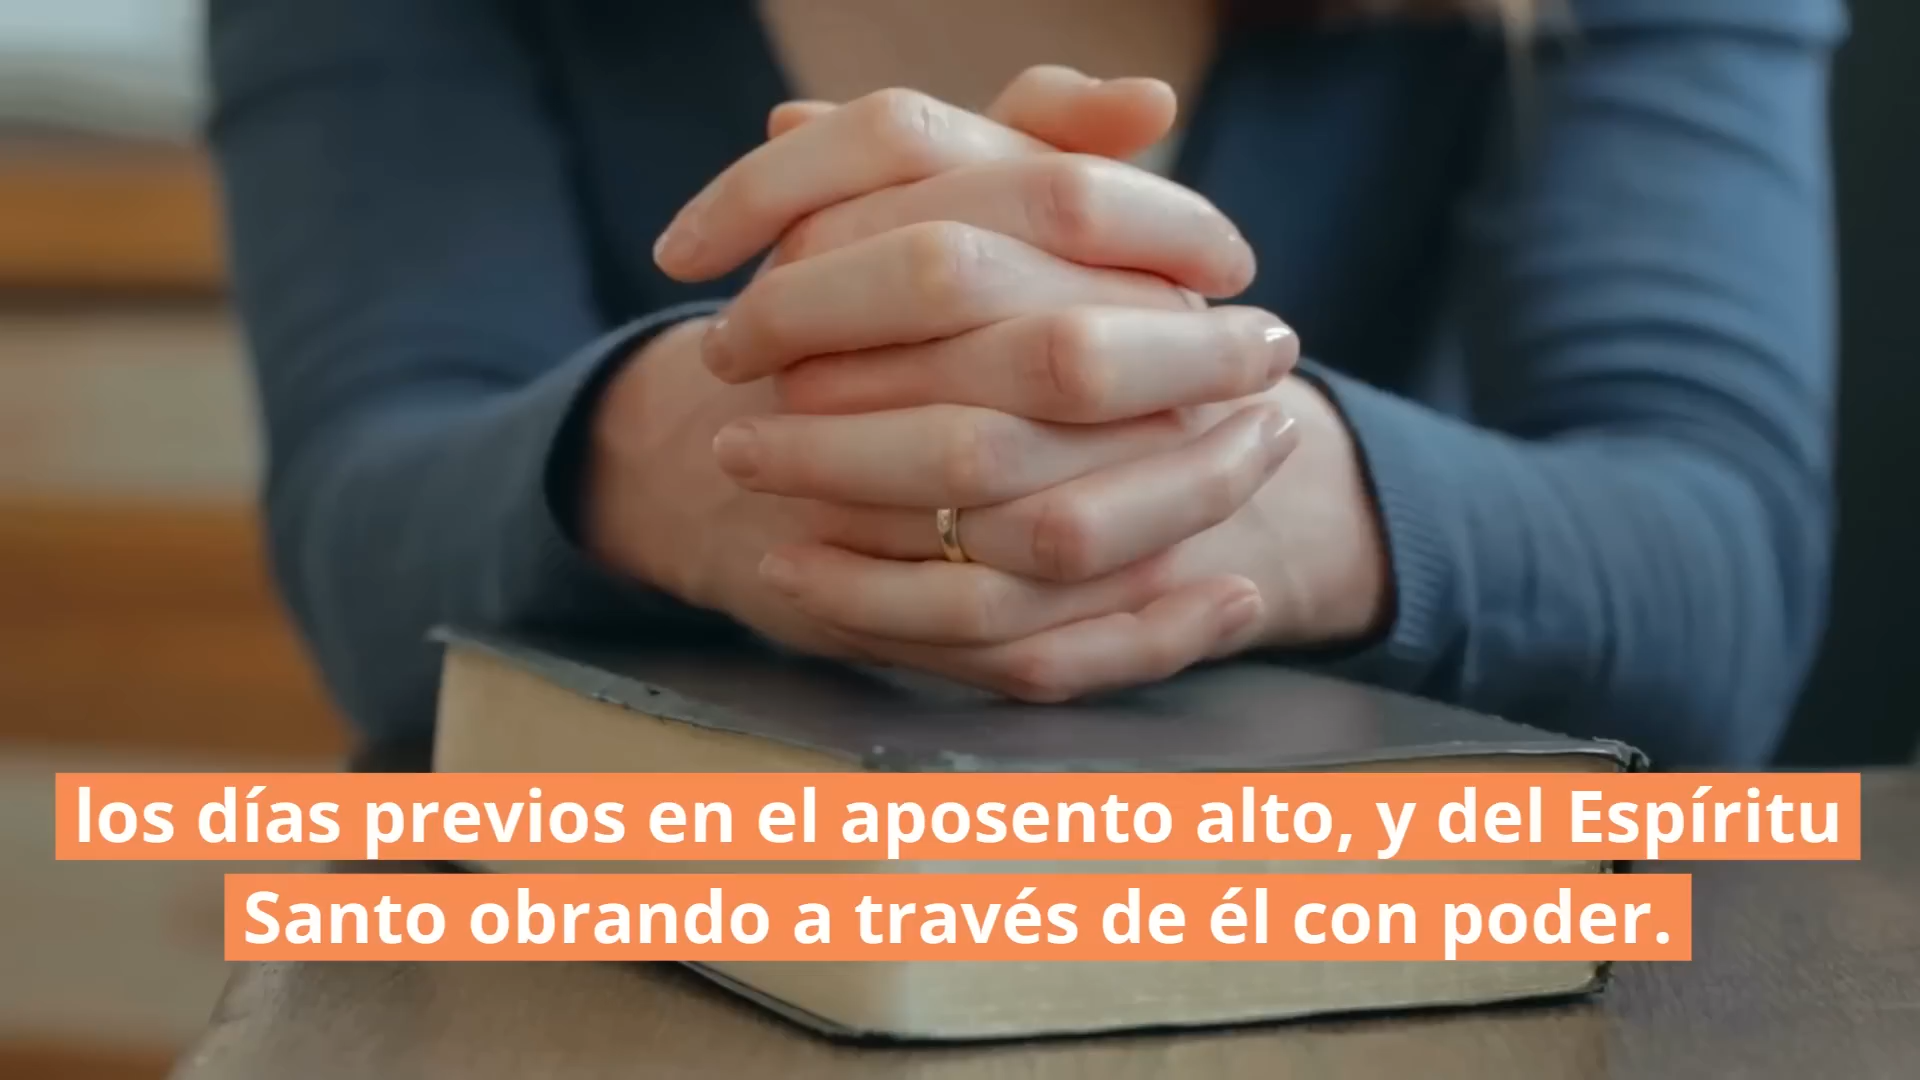 los días previos en el aposento alto, y del Espíritu
Santo obrando a través de él con poder.